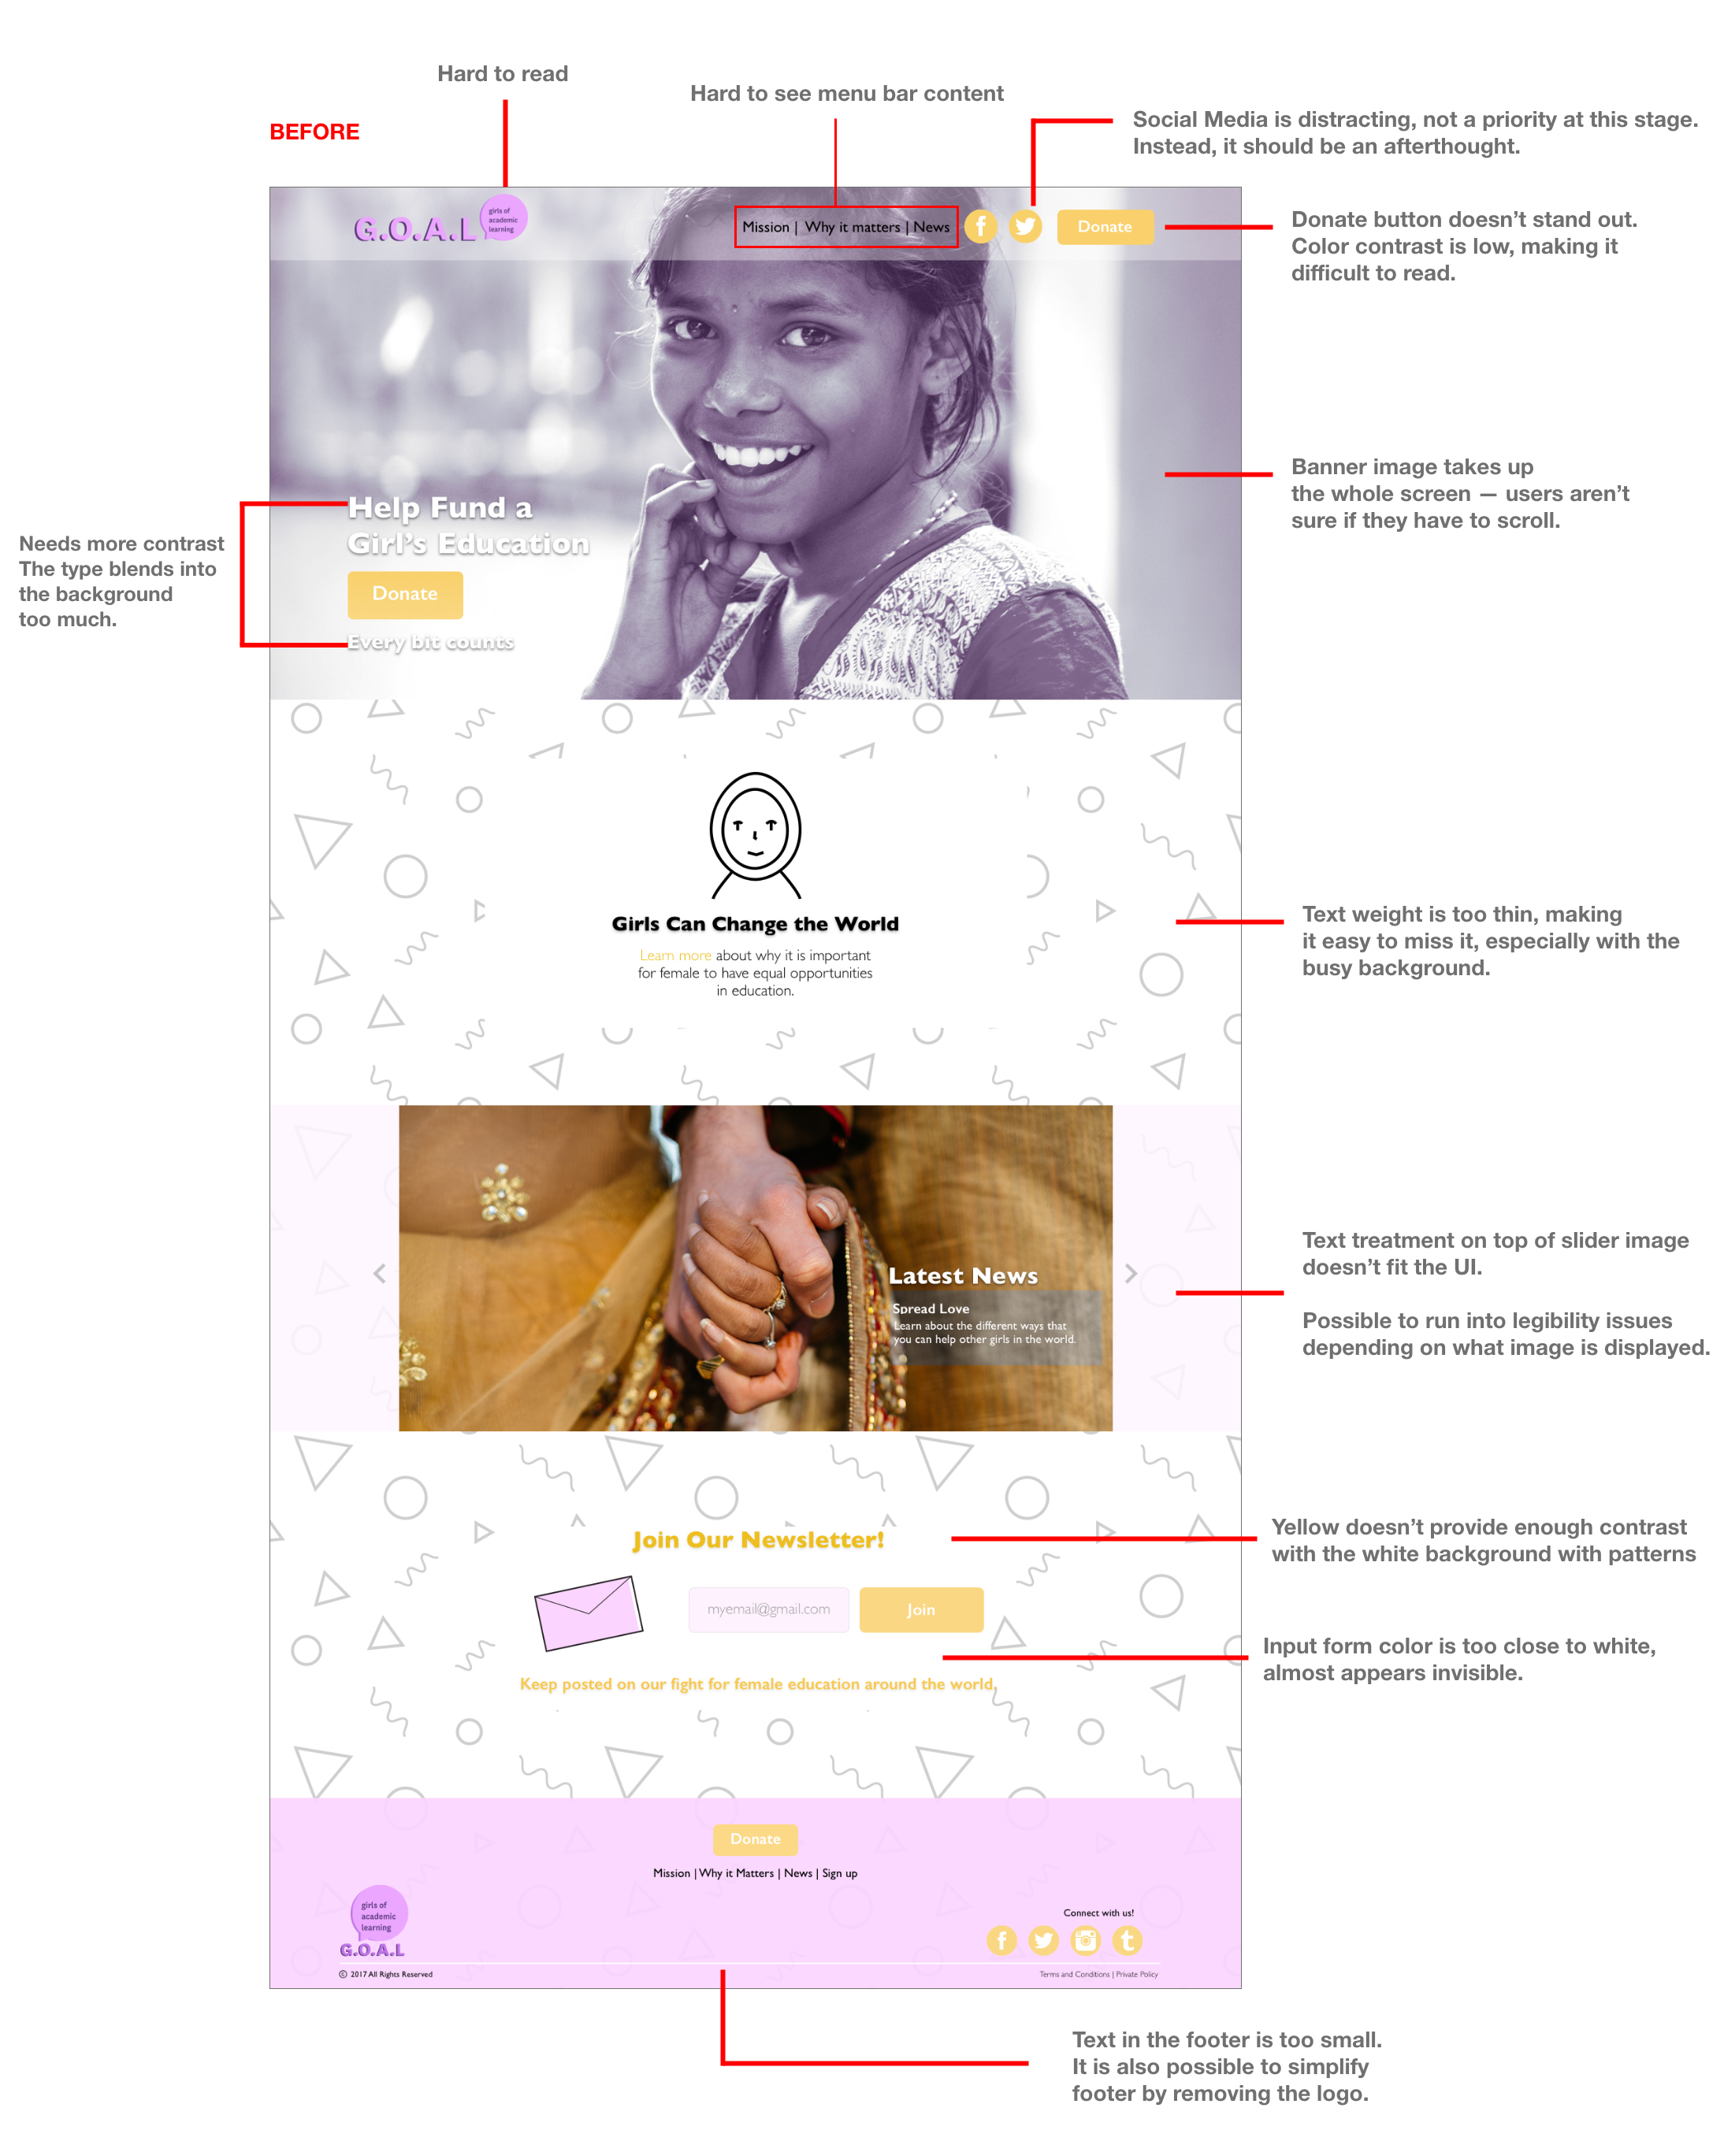 Hard to read
Hard to see menu bar content
BEFORE
Social Media is distracting, not a priority at this stage.
Instead, it should be an afterthought.
G.O.A.L
girls of
academic
learning
Mission | Why it matters | News
Donate
Donate button doesn’t stand out.
Color contrast is low, making it
difficult to read.
Banner image takes up
the whole screen — users aren’t
sure if they have to scroll.
Help Fund a
Girl’s Education
Donate
Every bit counts
Needs more contrast
The type blends into
the background
too much.
Girls Can Change the World
Learn more about why it is important
for female to have equal opportunities
in education.
Text weight is too thin, making
it easy to miss it, especially with the
busy background.
Latest News
Spread Love
Learn about the different ways that
you can help other girls in the world.
Text treatment on top of slider image
doesn’t fit the UI.
Possible to run into legibility issues
depending on what image is displayed.
Join Our Newsletter!
myemail@gmail.com
Join
Keep posted on our fight for female education around the world.
Yellow doesn’t provide enough contrast
with the white background with patterns
Input form color is too close to white,
almost appears invisible.
Donate
Mission | Why it Matters | News | Sign up
girls of
academic
learning
G.O.A.L
Connect with us!
© 2017 All Rights Reserved
Terms and Conditions | Private Policy
Text in the footer is too small.
It is also possible to simplify
footer by removing the logo.